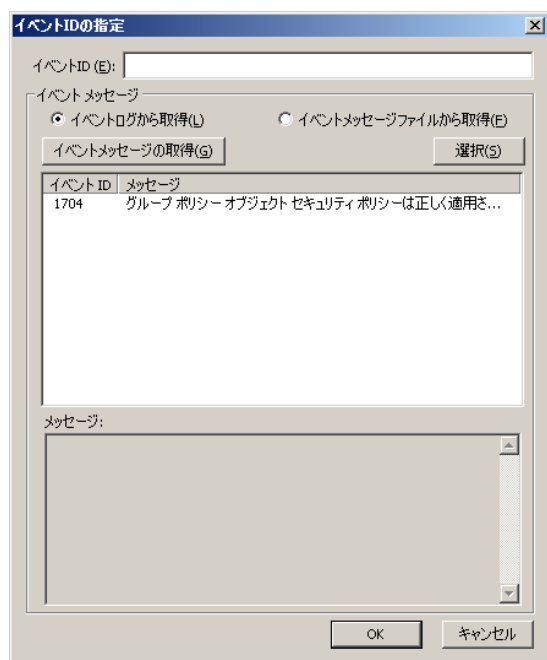 イベントIDの指定
イベントID (E):
イベント メッセージ
イベントログから取得(L)
イベントメッセージファイルから取得(F)
イベントメッセージの取得(G)
選択(S)
イベント ID メッセージ
1704 グループ ポリシー オブジェクト セキュリティ ポリシーは正しく適用さ...
メッセージ:
OK
キャンセル